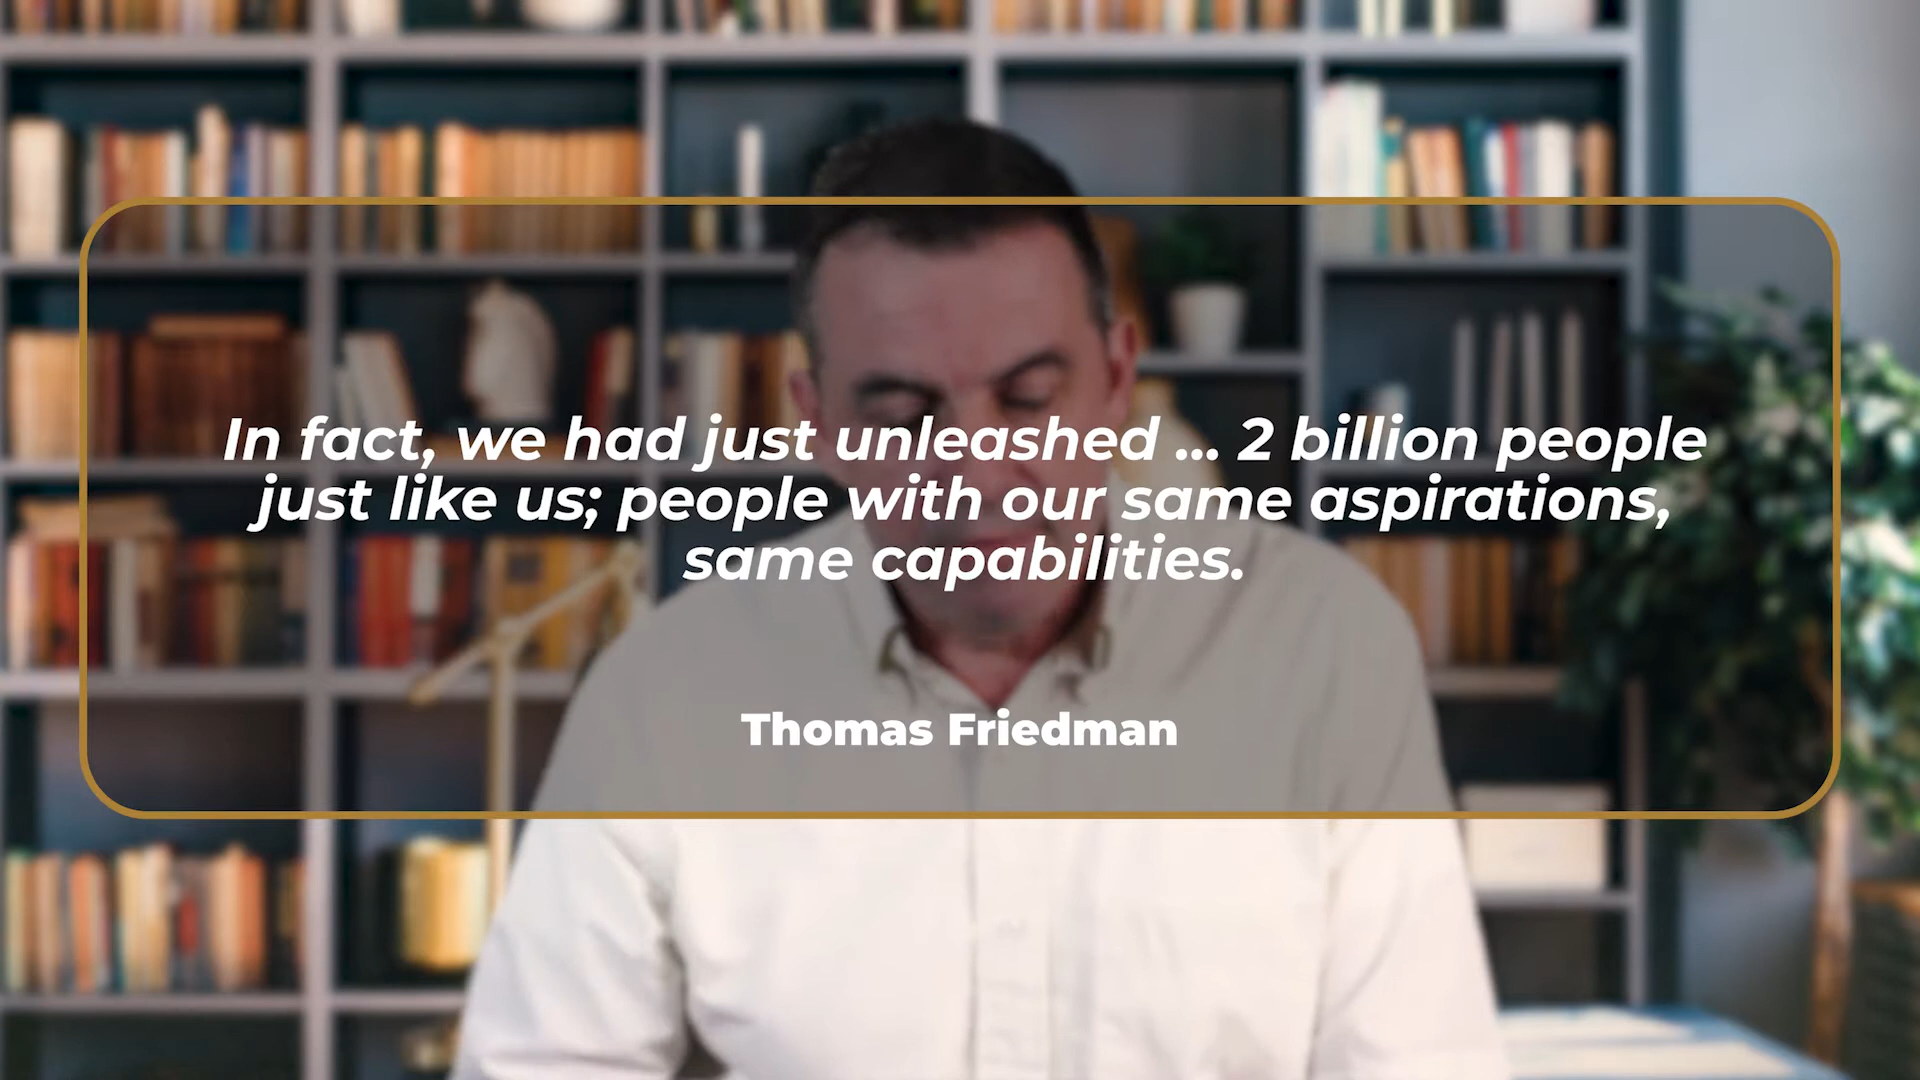 In fact, we had just unleashed ... 2 billion people
just like us; people with our same aspirations,
same capabilities.
Thomas Friedman